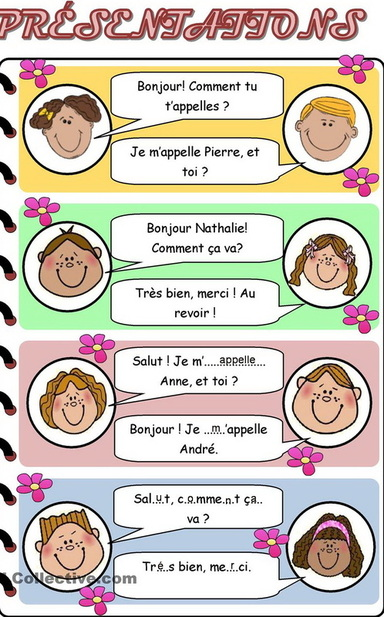 PRÉSENTATIONS
Bonjour! Comment tu
t'appelles ?
Je m'appelle Pierre, et
toi ?
Bonjour Nathalie!
Comment ça va?
Très bien, merci ! Au
revoir !
Salut ! Je m'.....appelle...
Anne, et toi ?
Bonjour ! Je ..m..'appelle
André.
Sal.u.t, c.o.mme.n.t ça..
va ?
Tr.è.s bien, me.r.ci.
Collective.com